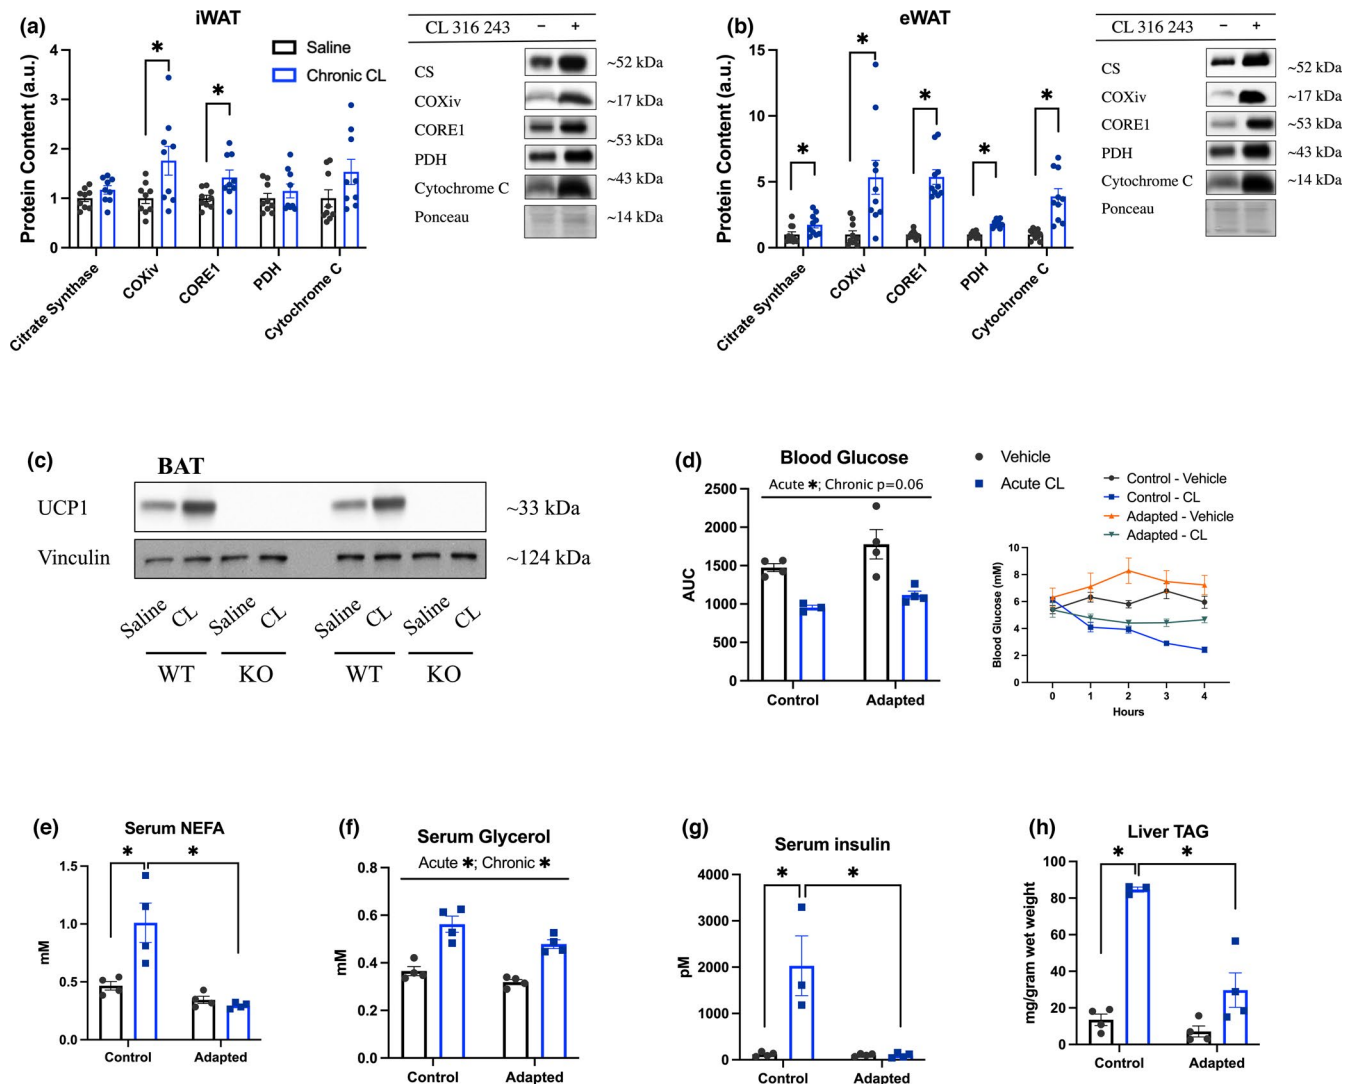 (a)
iWAT
Protein Content (a.u.)
4
3
2
1
0
*
*
Saline
Chronic CL
Citrate Synthase
COXiv
CORE1
PDH
Cytochrome C
CL 316 243 − +
CS ~52 kDa
COXiv ~17 kDa
CORE1 ~53 kDa
PDH ~43 kDa
Cytochrome C ~14 kDa
Ponceau
(b)
eWAT
Protein Content (a.u.)
15
10
5
0
*
*
*
*
*
Citrate Synthase
COXiv
CORE1
PDH
Cytochrome C
CL 316 243 − +
CS ~52 kDa
COXiv ~17 kDa
CORE1 ~53 kDa
PDH ~43 kDa
Cytochrome C ~14 kDa
Ponceau
(c)
BAT
UCP1 ~33 kDa
Vinculin ~124 kDa
Saline CL Saline CL Saline CL Saline CL
WT KO WT KO
(d)
Blood Glucose
Acute *; Chronic p=0.06
AUC
2500
2000
1500
1000
500
0
Control Adapted
Vehicle
Acute CL
Control - Vehicle
Control - CL
Adapted - Vehicle
Adapted - CL
Blood Glucose (mM)
10
8
6
4
2
0
0 1 2 3 4
Hours
(e)
Serum NEFA
* *
mM
1.5
1.0
0.5
0.0
Control Adapted
(f)
Serum Glycerol
Acute *; Chronic *
mM
0.8
0.6
0.4
0.2
0.0
Control Adapted
(g)
Serum insulin
* *
pM
4000
3000
2000
1000
0
Control Adapted
(h)
Liver TAG
* *
mg/gram wet weight
100
80
60
40
20
0
Control Adapted